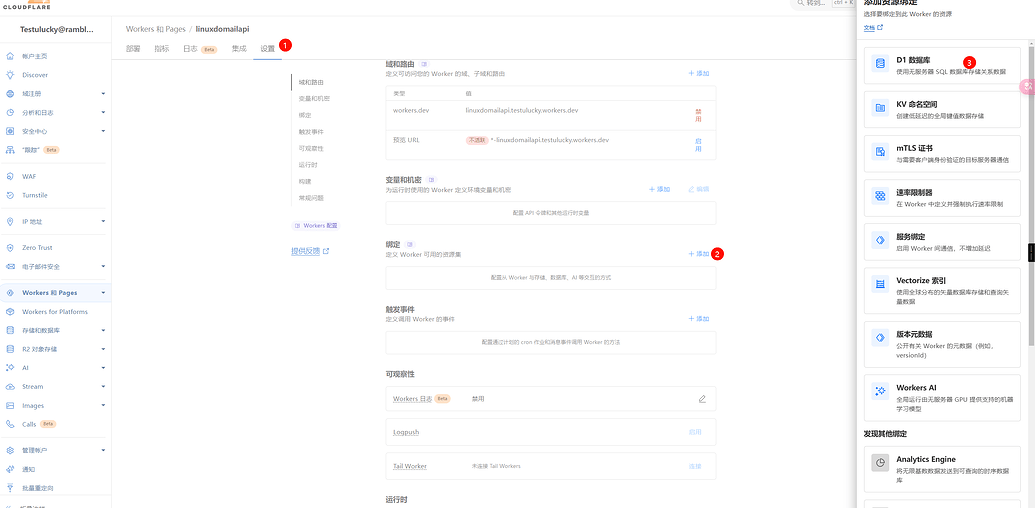 CLOUDFLARE
转到...
ctrl + K
Testulucky@rambl...
帐户主页
Discover
域注册
分析和日志
安全中心
"跟踪" Beta
WAF
Turnstile
IP 地址
Zero Trust
电子邮件安全
Workers 和 Pages
Workers for Platforms
存储和数据库
R2 对象存储
AI
Stream
Images
Calls Beta
管理帐户
通知
批量重定向
Workers 和 Pages / linuxdomailapi
部署 指标 日志 Beta 集成 设置 1
域和路由
变量和机密
绑定
触发事件
可观察性
运行时
构建
常规问题
Workers 配置
提供反馈
域和路由
定义可访问您的 Worker 的域、子域和路由
+ 添加
类型 值
workers.dev linuxdomailapi.testulucky.workers.dev 禁用
预览 URL 不活跃 *-linuxdomailapi.testulucky.workers.dev 启用
变量和机密
为运行时使用的 Worker 定义环境变量和机密
+ 添加 编辑
配置 API 令牌和其他运行时变量
绑定
定义 Worker 可用的资源集
+ 添加 2
配置从 Worker 与存储、数据库、AI 等交互的方式
触发事件
定义调用 Worker 的事件
+ 添加
配置通过计划的 cron 作业和消息事件调用 Worker 的方法
可观察性
Workers 日志 Beta 禁用
Logpush 启用
Tail Worker 未连接 Tail Workers 连接
运行时
添加资源绑定
选择要绑定到此 Worker 的资源
文档
D1 数据库 3
使用无服务器 SQL 数据库存储关系数据
KV 命名空间
创建低延迟的全局键值数据存储
mTLS 证书
与需要客户端身份验证的目标服务器通信
速率限制器
在 Worker 中定义并强制执行速率限制
服务绑定
启用 Worker 间通信，不增加延迟
Vectorize 索引
使用全球分布的矢量数据库存储和查询矢
量数据
版本元数据
公开有关 Worker 的元数据（例如，
versionId）
Workers AI
全局运行由无服务器 GPU 提供支持的机器
学习模型
发现其他绑定
Analytics Engine
将无限基数数据发送到可查询的时序数据
库